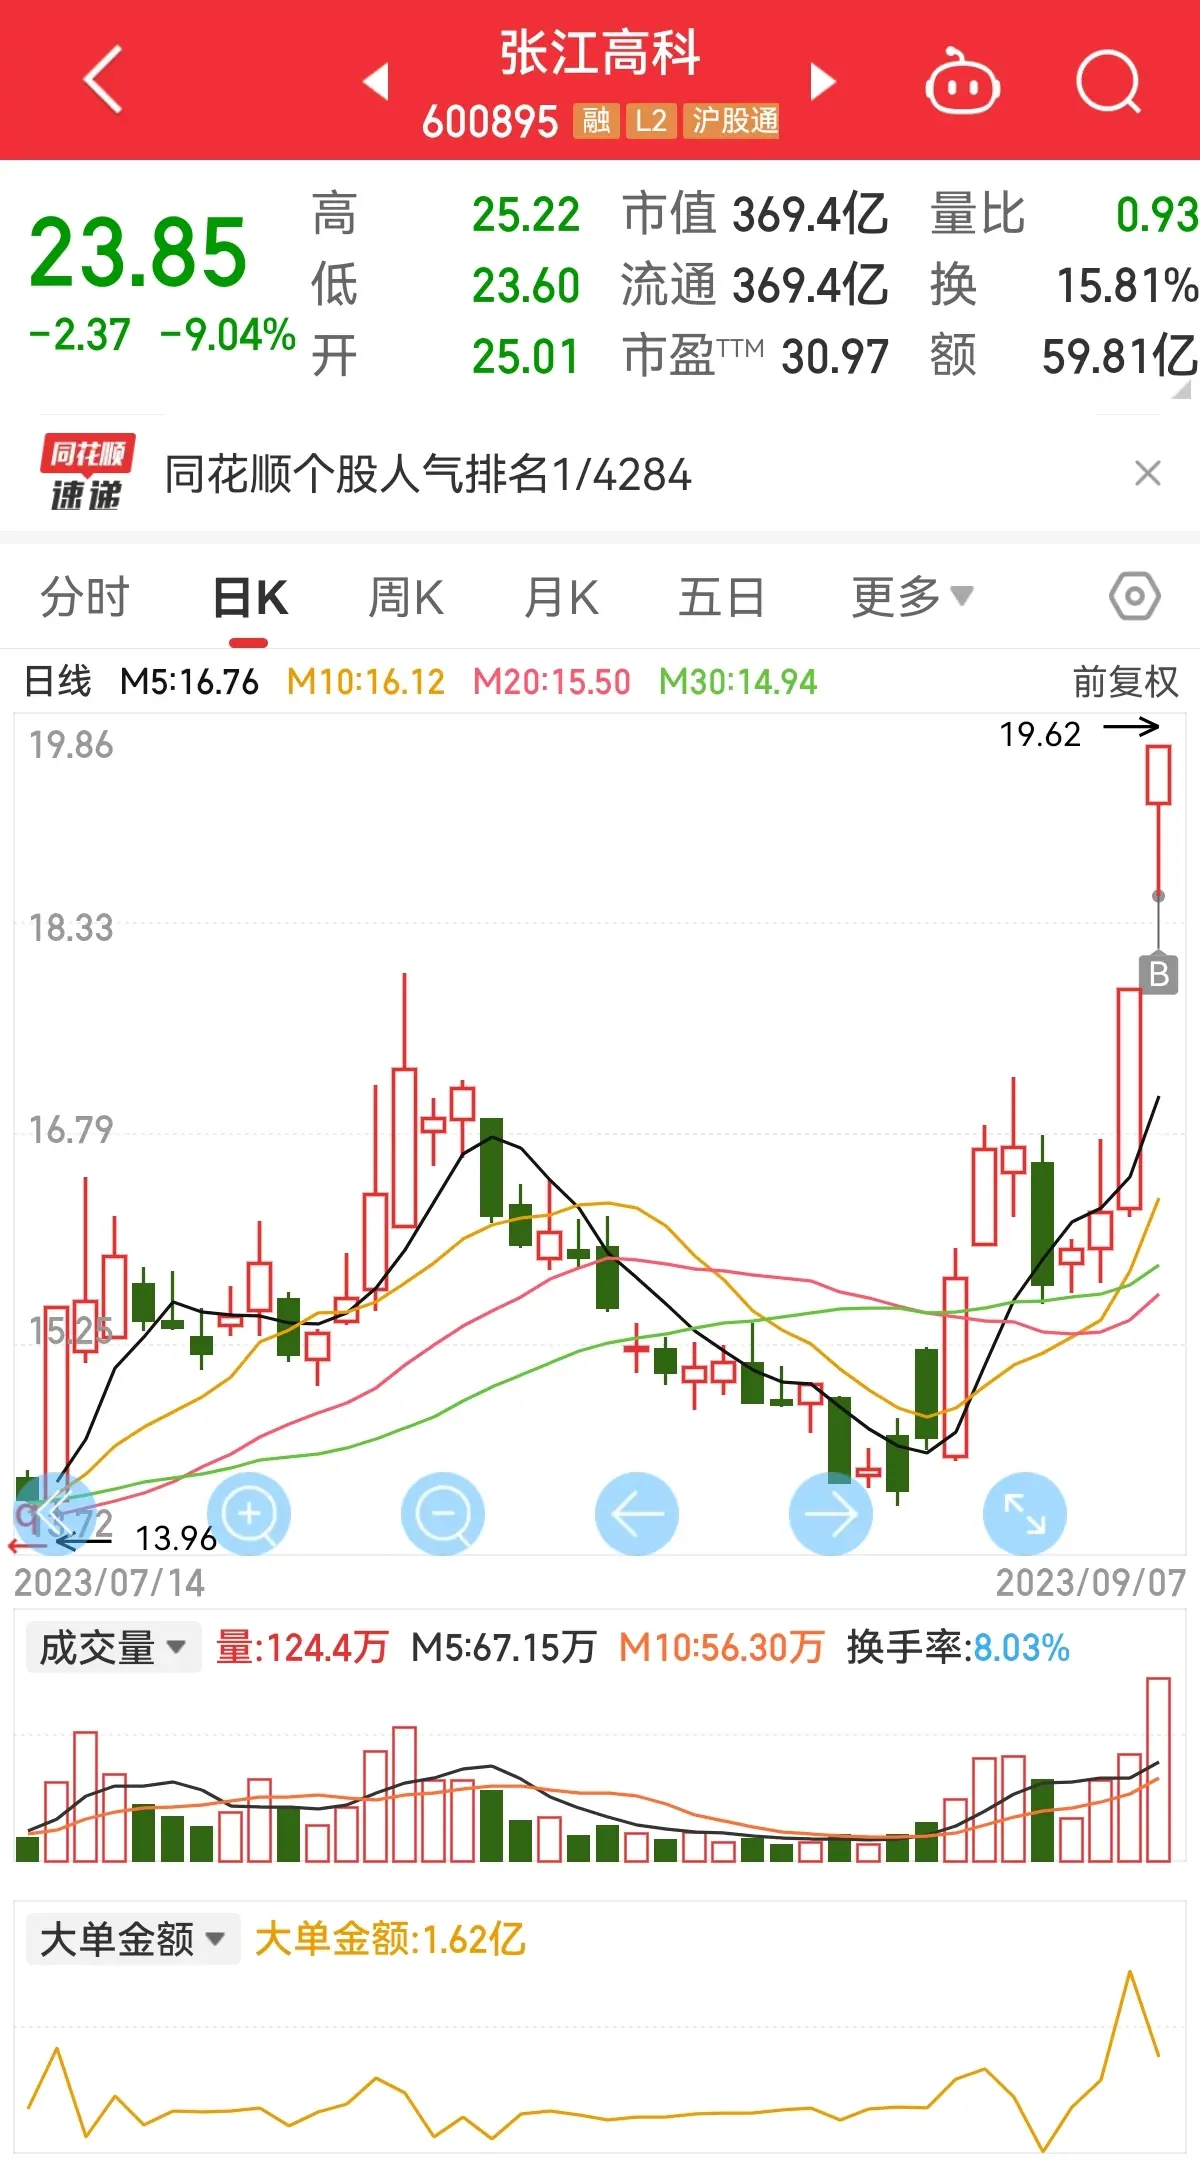 张江高科
600895 融 L2 沪股通
23.85
-2.37 -9.04%
高 25.22 市值 369.4亿 量比 0.93
低 23.60 流通 369.4亿 换 15.81%
开 25.01 市盈TTM 30.97 额 59.81亿
同花顺
速递
同花顺个股人气排名1/4284
分时 日K 周K 月K 五日 更多
日线 M5:16.76 M10:16.12 M20:15.50 M30:14.94 前复权
19.86
19.62
18.33
B
16.79
15.25
13.72
13.96
2023/07/14 2023/09/07
成交量 量:124.4万 M5:67.15万 M10:56.30万 换手率:8.03%
大单金额 大单金额:1.62亿